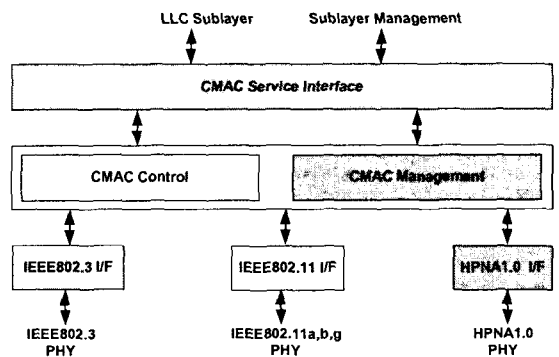 LLC Sublayer
Sublayer Management
CMAC Service Interface
CMAC Control
CMAC Management
IEEE802.3 I/F
IEEE802.11 I/F
HPNA1.0 I/F
IEEE802.3
PHY
IEEE802.11a,b,g
PHY
HPNA1.0
PHY